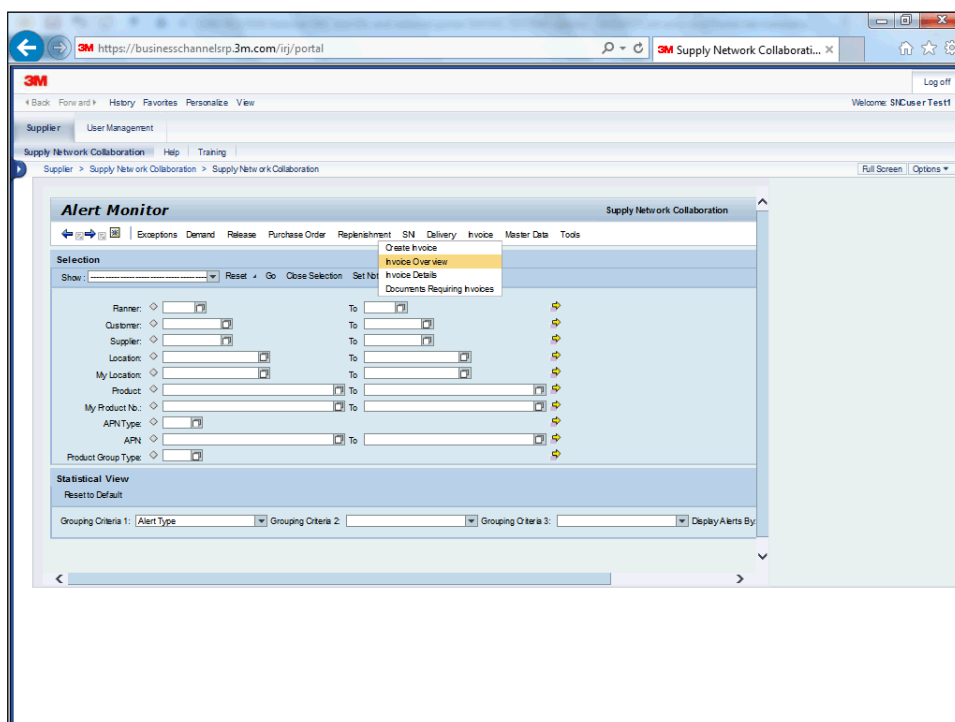 3M https://businesschannelsrp.3m.com/irj/portal
3M Supply Network Collaborati... ×
3M
Log off
Back Forward History Favorites Personalize View
Welcome: SNCuser Test1
Supplier User Management
Supply Network Collaboration Help Training
Supplier > Supply Network Collaboration > Supply Network Collaboration
Full Screen Options
Alert Monitor
Supply Network Collaboration
Exceptions Demand Release Purchase Order Replenishment SNI Delivery Invoice Master Data Tools
Create Invoice
Invoice Overview
Invoice Details
Documents Requiring Invoices
Selection
Show: Reset Go Close Selection Set Not
Planner: To
Customer: To
Supplier: To
Location: To
My Location: To
Product: To
My Product No.: To
APN Type:
APN: To
Product Group Type:
Statistical View
Reset to Default
Grouping Criteria 1: Alert Type Grouping Criteria 2: Grouping Criteria 3: Display Alerts By: